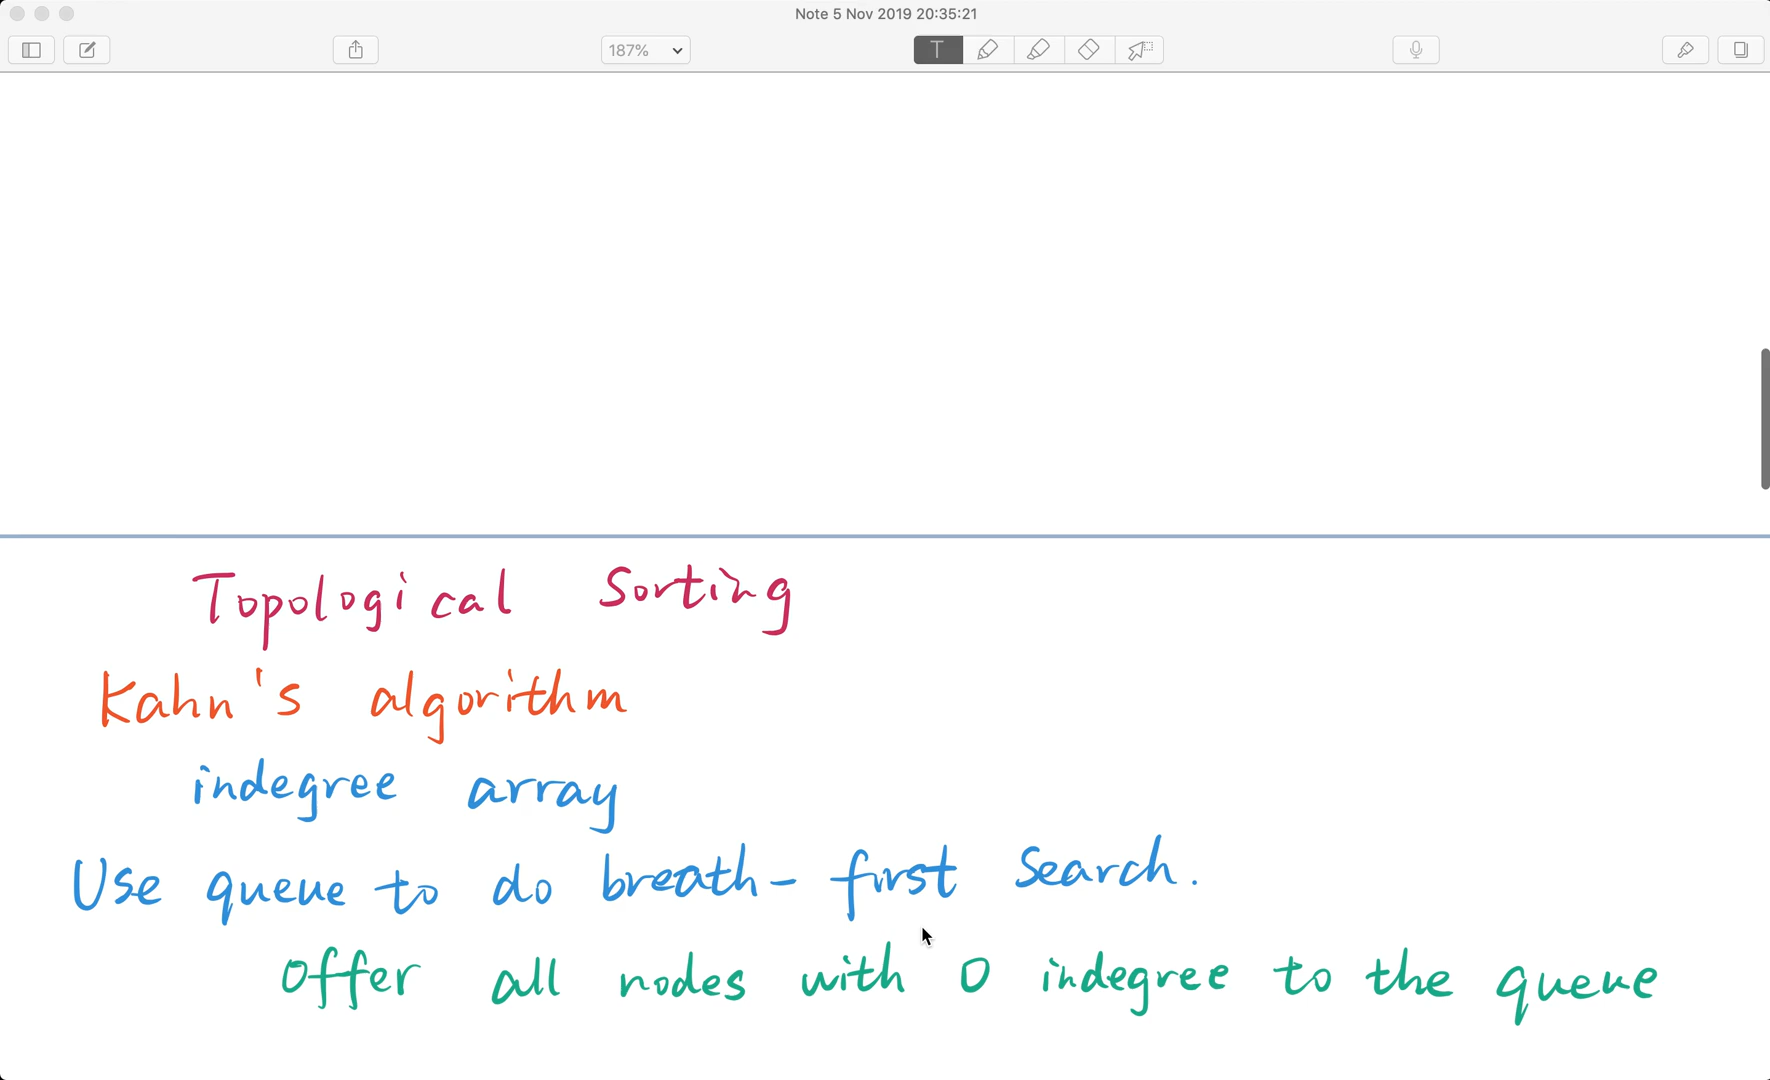 Note 5 Nov 2019 20:35:21
187%
T
Topological Sorting
Kahn's algorithm
indegree array
Use queue to do breath-first search.
Offer all nodes with 0 indegree to the queue